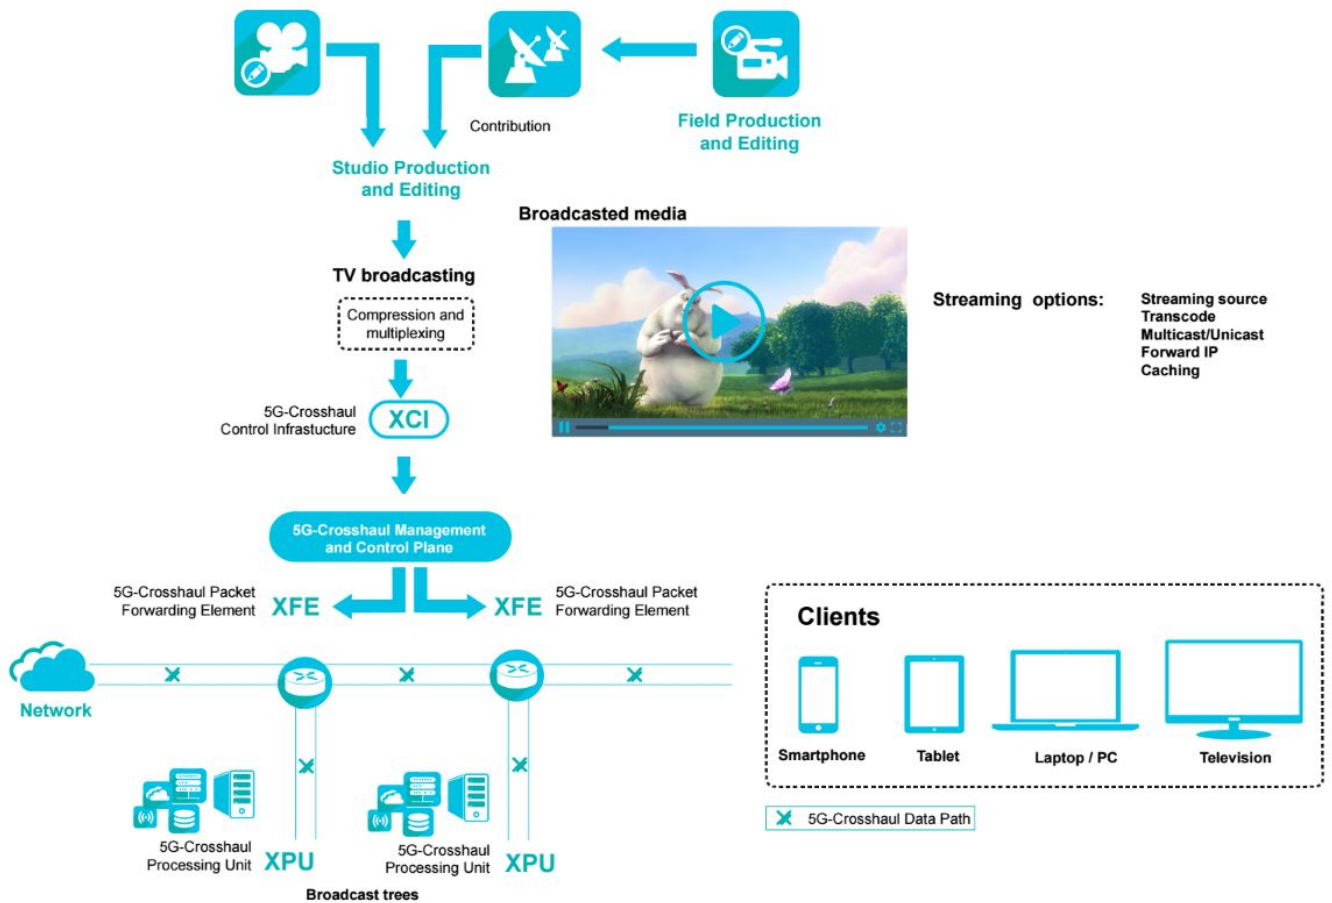 Contribution
Field Production
and Editing
Studio Production
and Editing
Broadcasted media
TV broadcasting
Compression and
multiplexing
Streaming options:
Streaming source
Transcode
Multicast/Unicast
Forward IP
Caching
5G-Crosshaul
Control Infrastucture
XCI
5G-Crosshaul Management
and Control Plane
5G-Crosshaul Packet
Forwarding Element
XFE
XFE
5G-Crosshaul Packet
Forwarding Element
Clients
Network
Smartphone
Tablet
Laptop / PC
Television
5G-Crosshaul Data Path
5G-Crosshaul
Processing Unit
XPU
5G-Crosshaul
Processing Unit
XPU
Broadcast trees